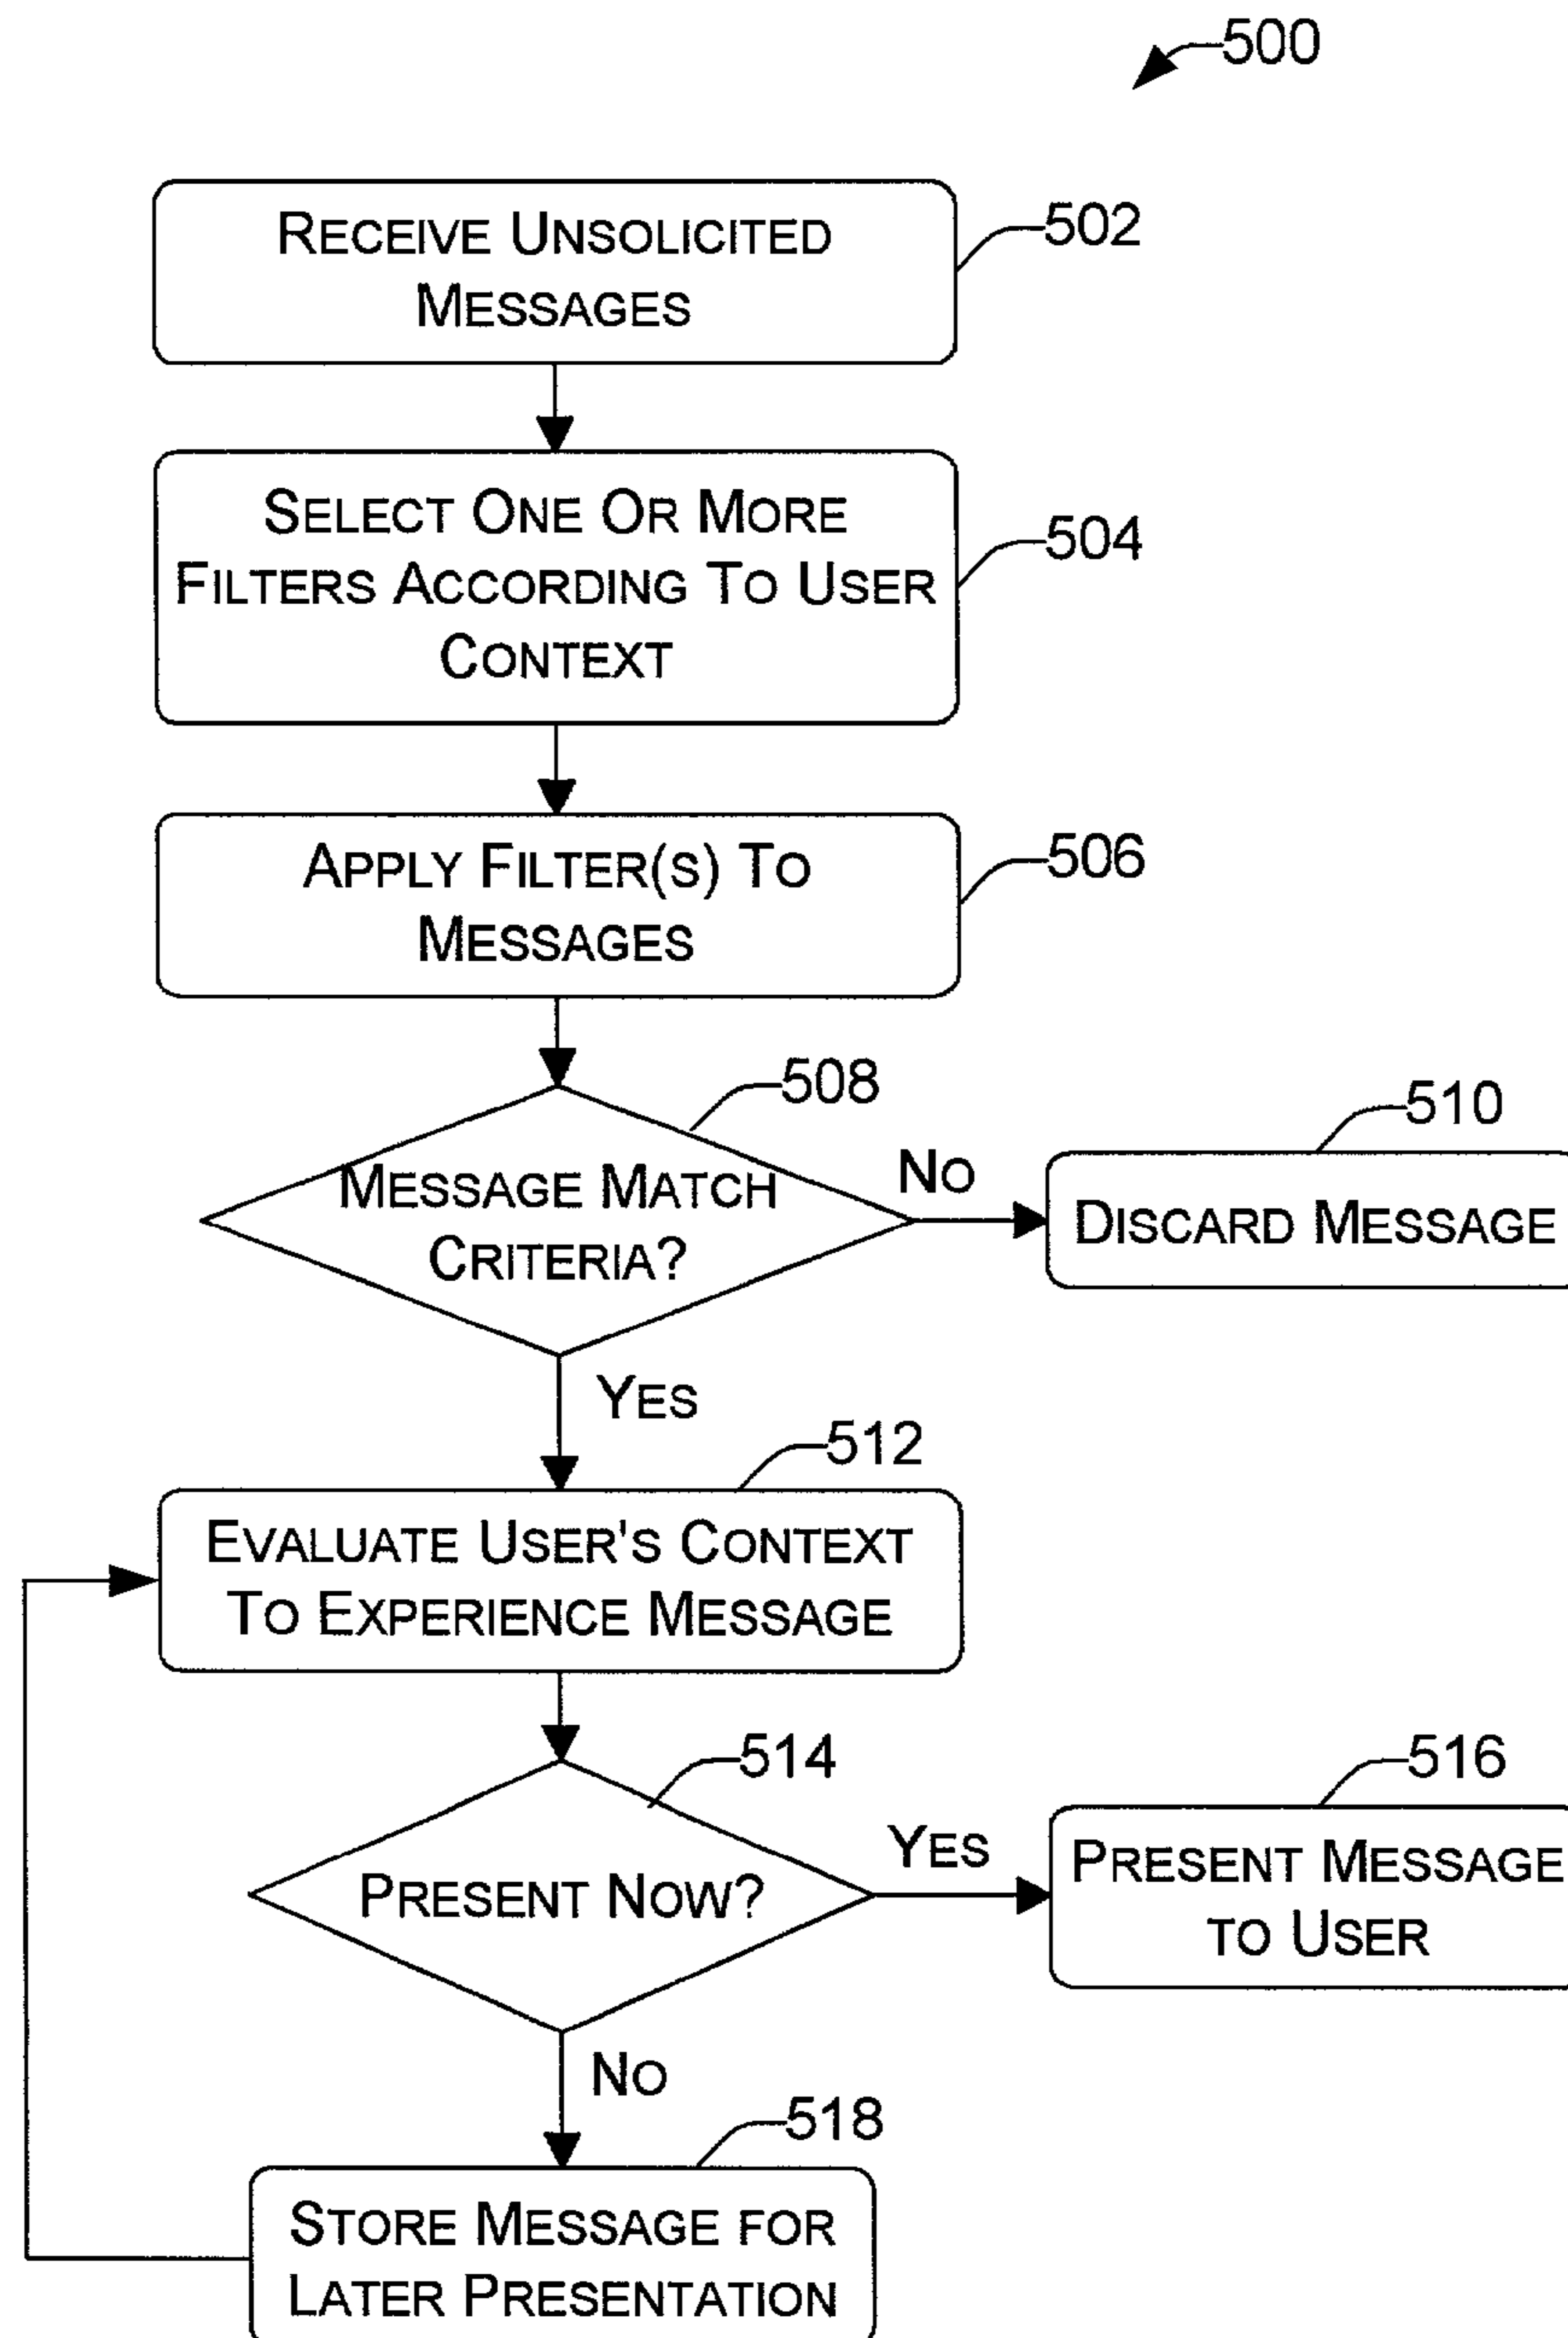 500
RECEIVE UNSOLICITED
MESSAGES
502
SELECT ONE OR MORE
FILTERS ACCORDING TO USER
CONTEXT
504
APPLY FILTER(S) TO
MESSAGES
506
508
MESSAGE MATCH
CRITERIA?
NO
510
DISCARD MESSAGE
YES
512
EVALUATE USER'S CONTEXT
TO EXPERIENCE MESSAGE
514
PRESENT NOW?
YES
516
PRESENT MESSAGE
TO USER
NO
518
STORE MESSAGE FOR
LATER PRESENTATION